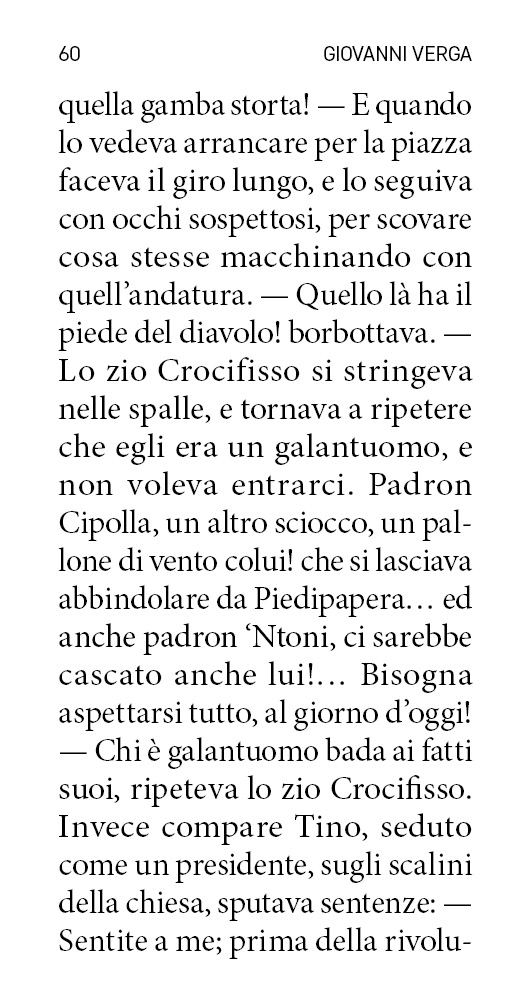 60 GIOVANNI VERGA
quella gamba storta! — E quando
lo vedeva arrancare per la piazza
faceva il giro lungo, e lo seguiva
con occhi sospettosi, per scovare
cosa stesse macchinando con
quell’andatura. — Quello là ha il
piede del diavolo! borbottava. —
Lo zio Crocifisso si stringeva
nelle spalle, e tornava a ripetere
che egli era un galantuomo, e
non voleva entrarci. Padron
Cipolla, un altro sciocco, un pal-
lone di vento colui! che si lasciava
abbindolare da Piedipapera… ed
anche padron ‘Ntoni, ci sarebbe
cascato anche lui!… Bisogna
aspettarsi tutto, al giorno d’oggi!
— Chi è galantuomo bada ai fatti
suoi, ripeteva lo zio Crocifisso.
Invece compare Tino, seduto
come un presidente, sugli scalini
della chiesa, sputava sentenze: —
Sentite a me; prima della rivolu-